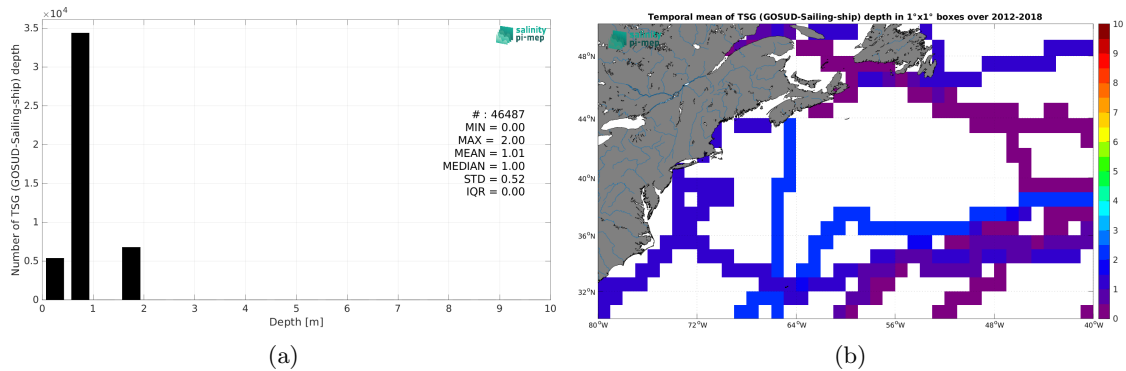 ×10⁴
salinity
pi-mep
3.5
3
2.5
2
1.5
1
0.5
0
Number of TSG (GOSUD-Sailing-ship) depth
# : 46487
MIN = 0.00
MAX = 2.00
MEAN = 1.01
MEDIAN = 1.00
STD = 0.52
IQR = 0.00
0 1 2 3 4 5 6 7 8 9 10
Depth [m]
(a)
Temporal mean of TSG (GOSUD-Sailing-ship) depth in 1°x1° boxes over 2012-2018
salinity
pi-mep
48°N
44°N
40°N
36°N
32°N
80°W 72°W 64°W 56°W 48°W 40°W
10
9
8
7
6
5
4
3
2
1
0
(b)